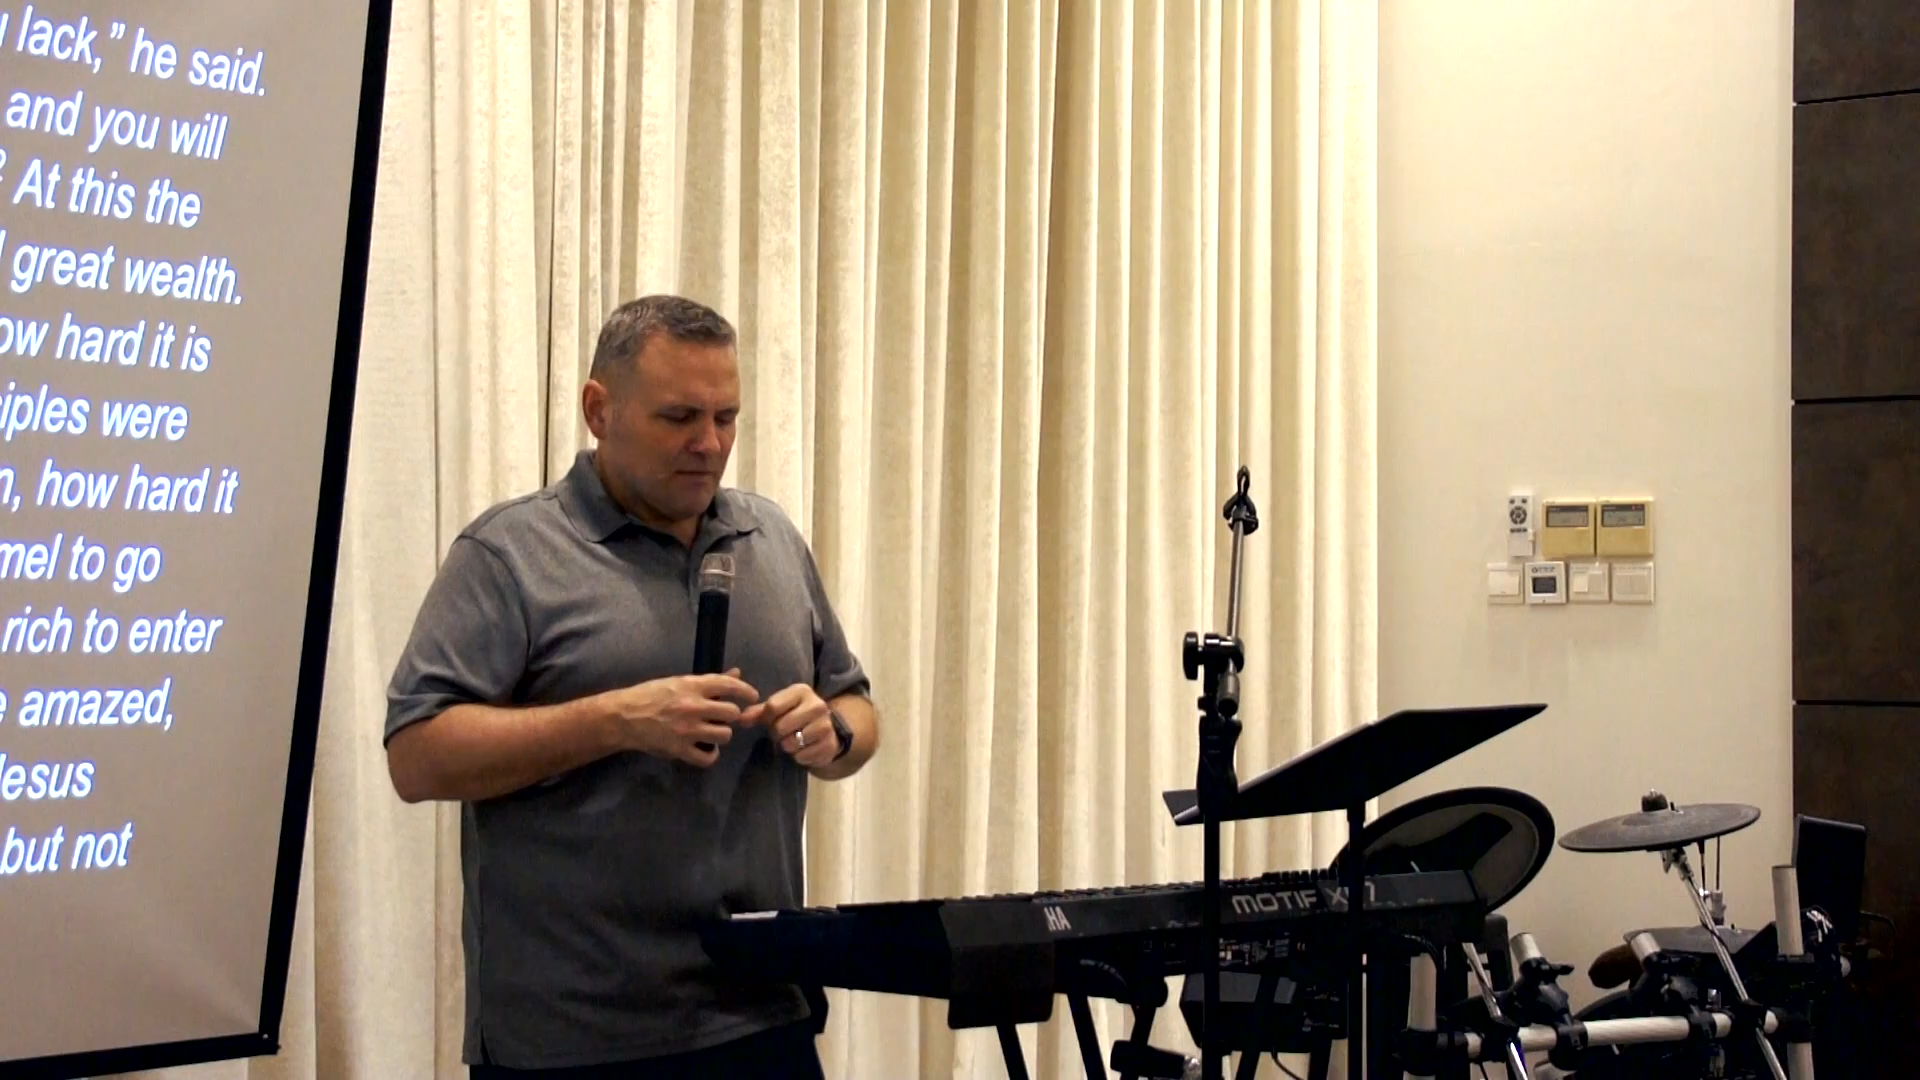 lack,” he said.
and you will
At this the
great wealth.
ow hard it is
iples were
n, how hard it
mel to go
rich to enter
amazed,
Jesus
but not
HA
MOTIF